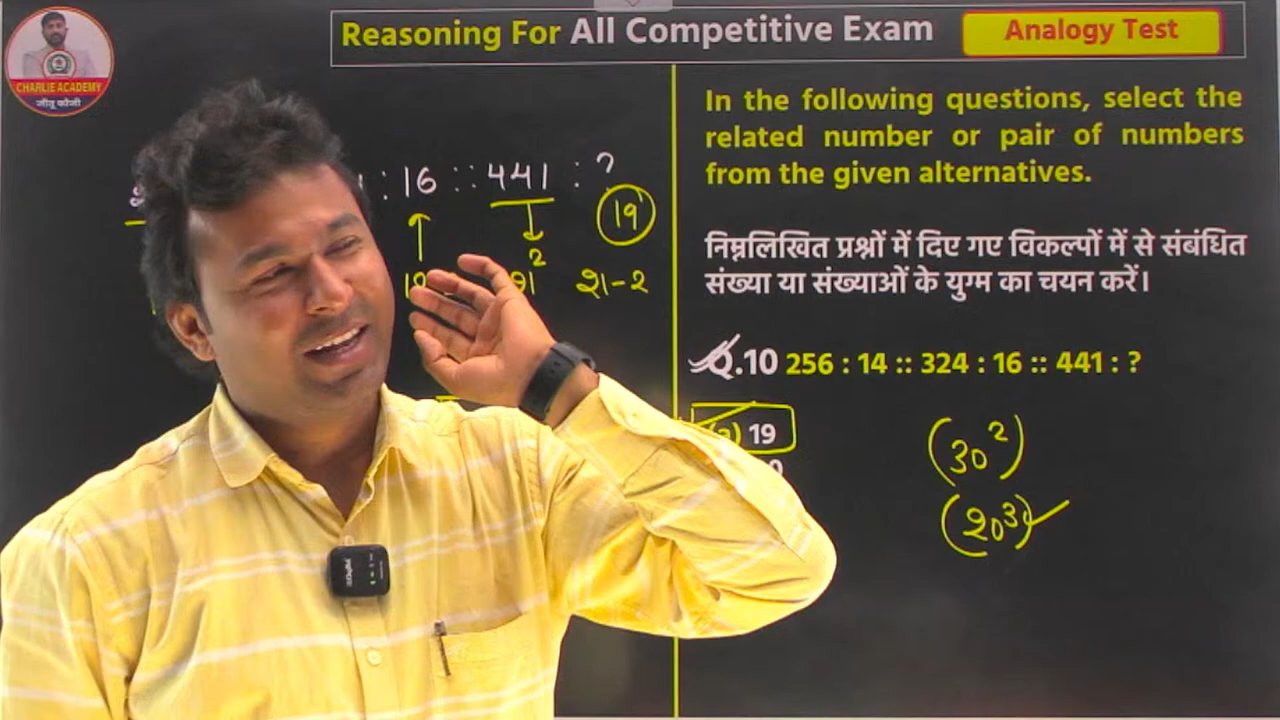 CHARLIE ACADEMY
जीतू फौजी
Reasoning For All Competitive Exam
Analogy Test
: 16 :: 441 : ?
19
2
२१-२
In the following questions, select the
related number or pair of numbers
from the given alternatives.
निम्नलिखित प्रश्नों में दिए गए विकल्पों में से संबंधित
संख्या या संख्याओं के युग्म का चयन करें।
Q.10 256 : 14 :: 324 : 16 :: 441 : ?
19
(30²)
(20³)